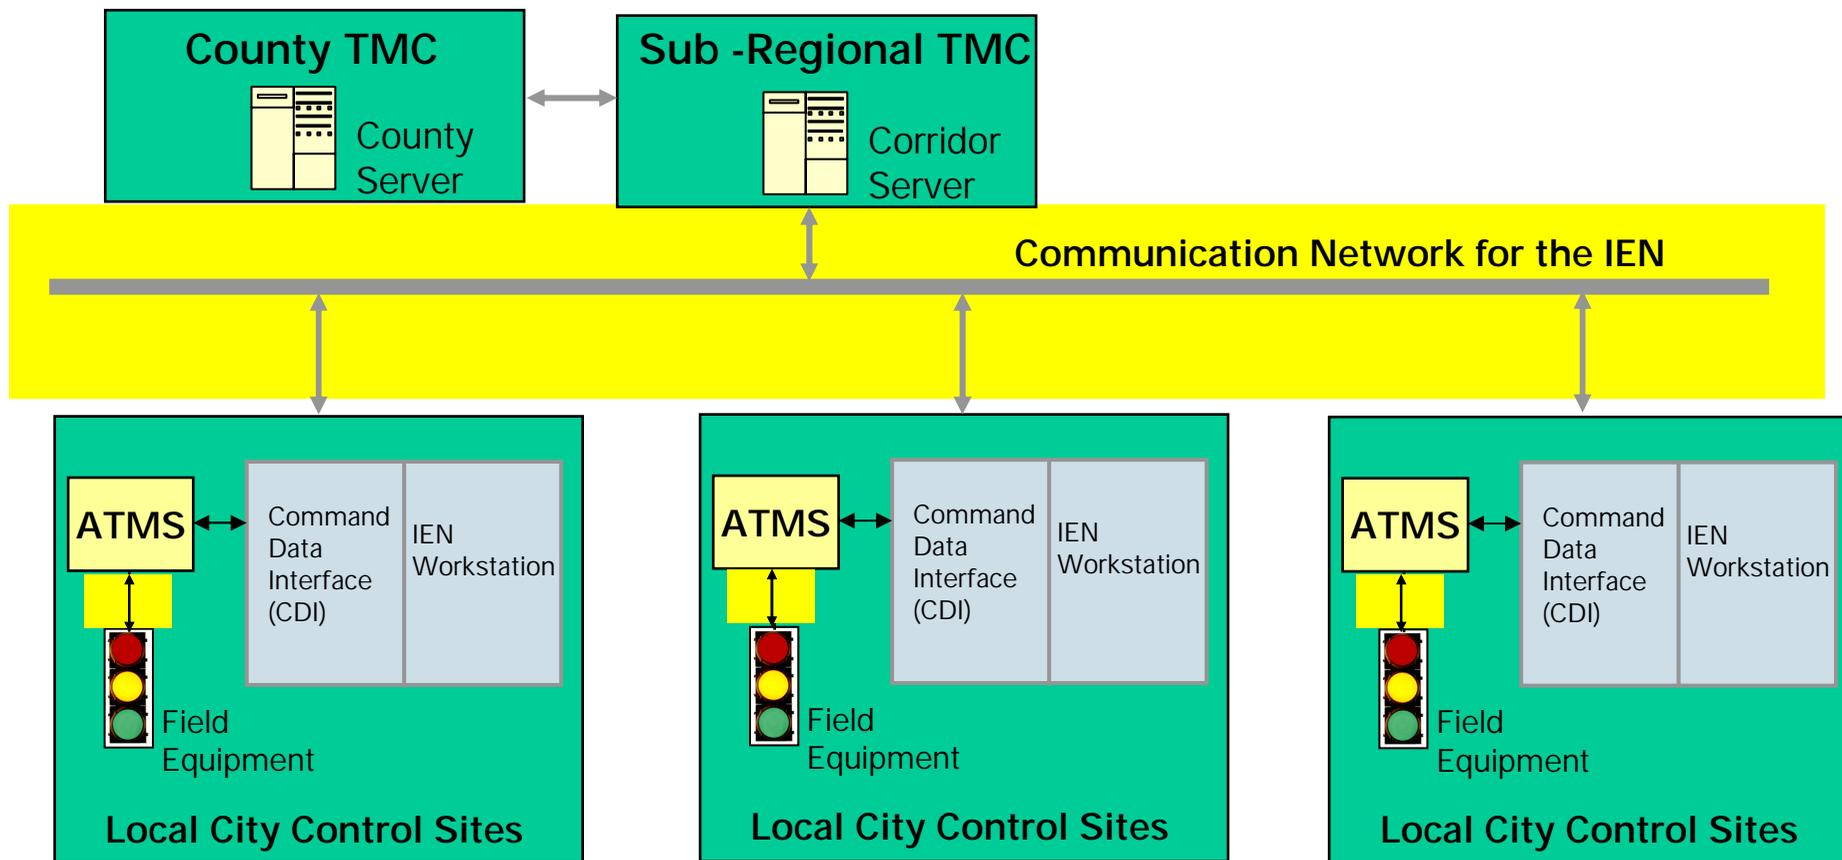 County TMC
County
Server
Sub -Regional TMC
Corridor
Server
Communication Network for the IEN
ATMS
Command
Data
Interface
(CDI)
IEN
Workstation
Field
Equipment
Local City Control Sites
ATMS
Command
Data
Interface
(CDI)
IEN
Workstation
Field
Equipment
Local City Control Sites
ATMS
Command
Data
Interface
(CDI)
IEN
Workstation
Field
Equipment
Local City Control Sites